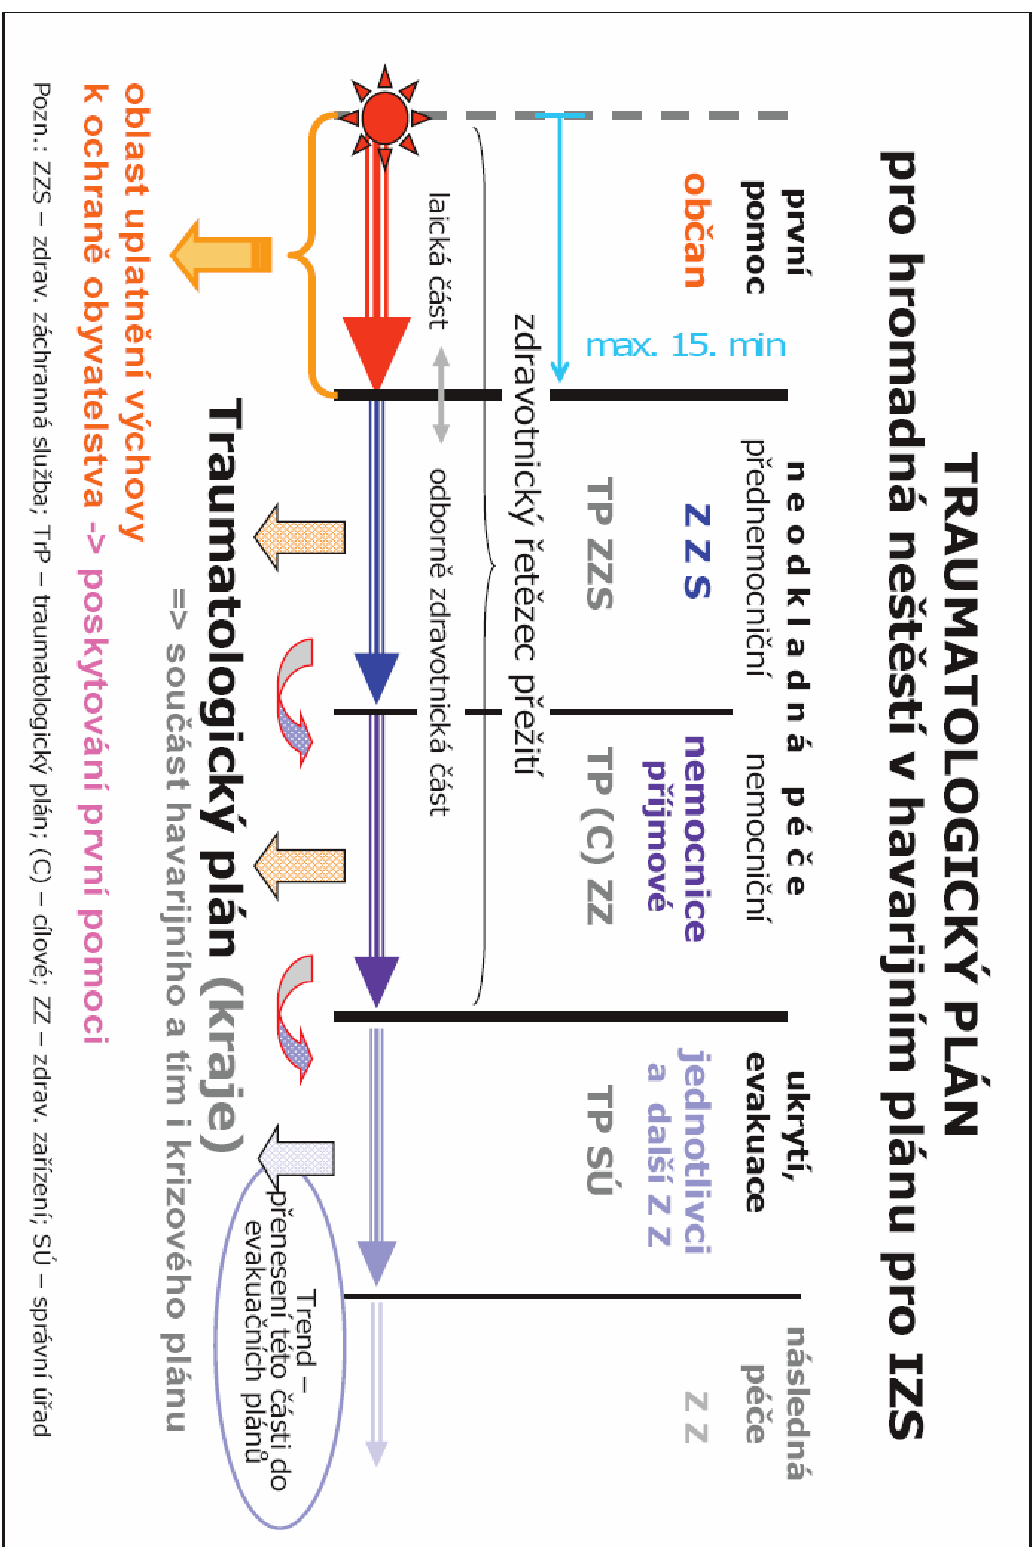 TRAUMATOLOGICKÝ PLÁN
pro hromadná neštěstí v havarijním plánu pro IZS
první
pomoc
občan
max. 15. min
neodkladná péče
přednemocniční
Z Z S
TP ZZS
nemocniční
nemocnice
příjmové
TP (C) ZZ
ukrytí,
evakuace
jednotlivci
a další Z Z
TP SÚ
následná
péče
Z Z
zdravotnický řetězec přežití
laická část
odborně zdravotnická část
Trend –
přenesení této části do
evakuačních plánů
Traumatologický plán (kraje)
=> součást havarijního a tím i krizového plánu
oblast uplatnění výchovy
k ochraně obyvatelstva -> poskytování první pomoci
Pozn.: ZZS – zdrav. záchranná služba; TrP – traumatologický plán; (C) – cílové; ZZ – zdrav. zařízení; SÚ – správní úřad